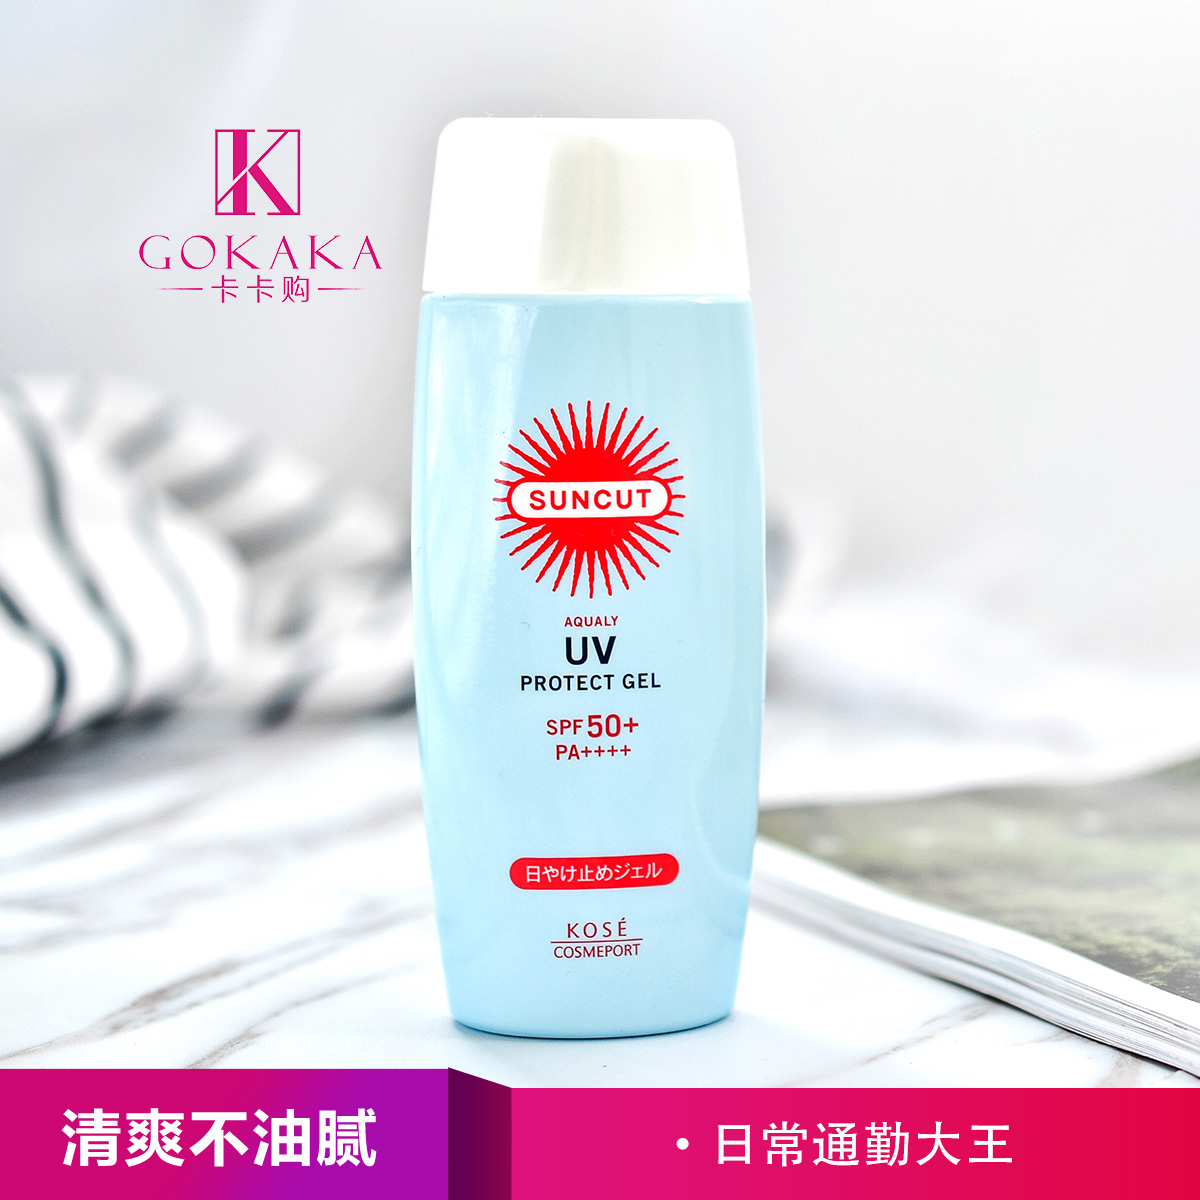 K
GOKAKA
卡卡购
SUNCUT
AQUALY
UV
PROTECT GEL
SPF50+
PA++++
日やけ止めジェル
KOSÉ
COSMEPORT
清爽不油腻
• 日常通勤大王